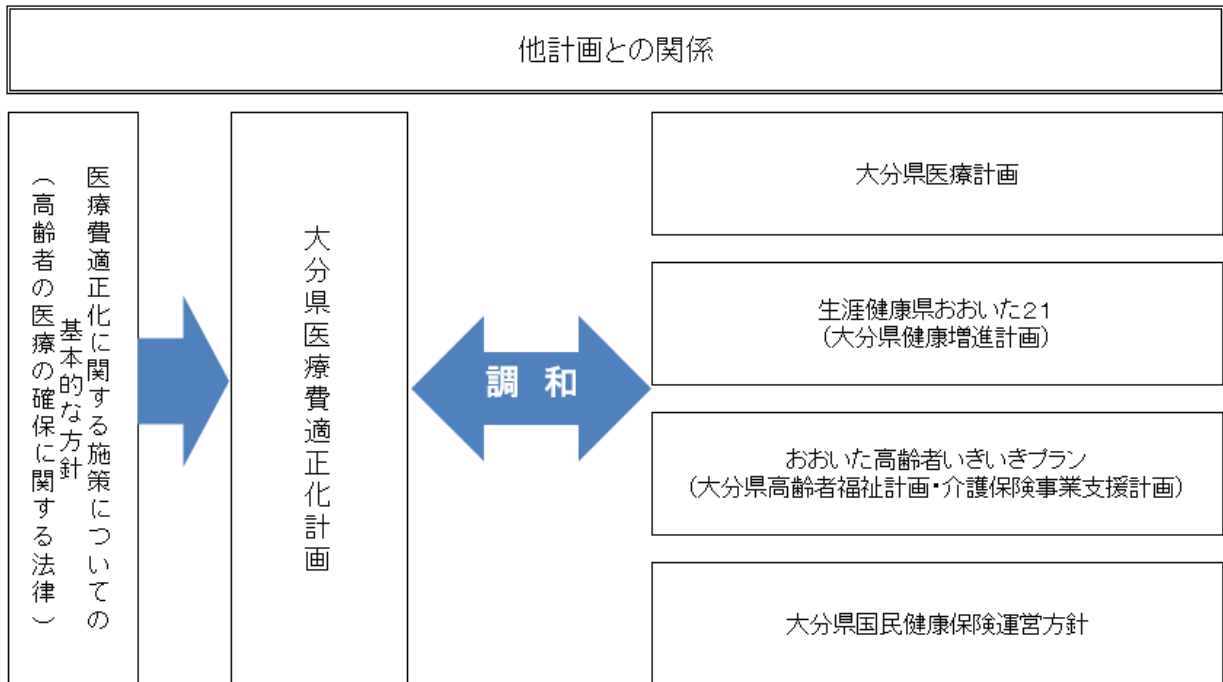 他計画との関係
医療費適正化に関する施策についての
基本的な方針
（高齢者の医療の確保に関する法律）
大分県医療費適正化計画
調 和
大分県医療計画
生涯健康県おおいた２１
（大分県健康増進計画）
おおいた高齢者いきいきプラン
（大分県高齢者福祉計画・介護保険事業支援計画）
大分県国民健康保険運営方針